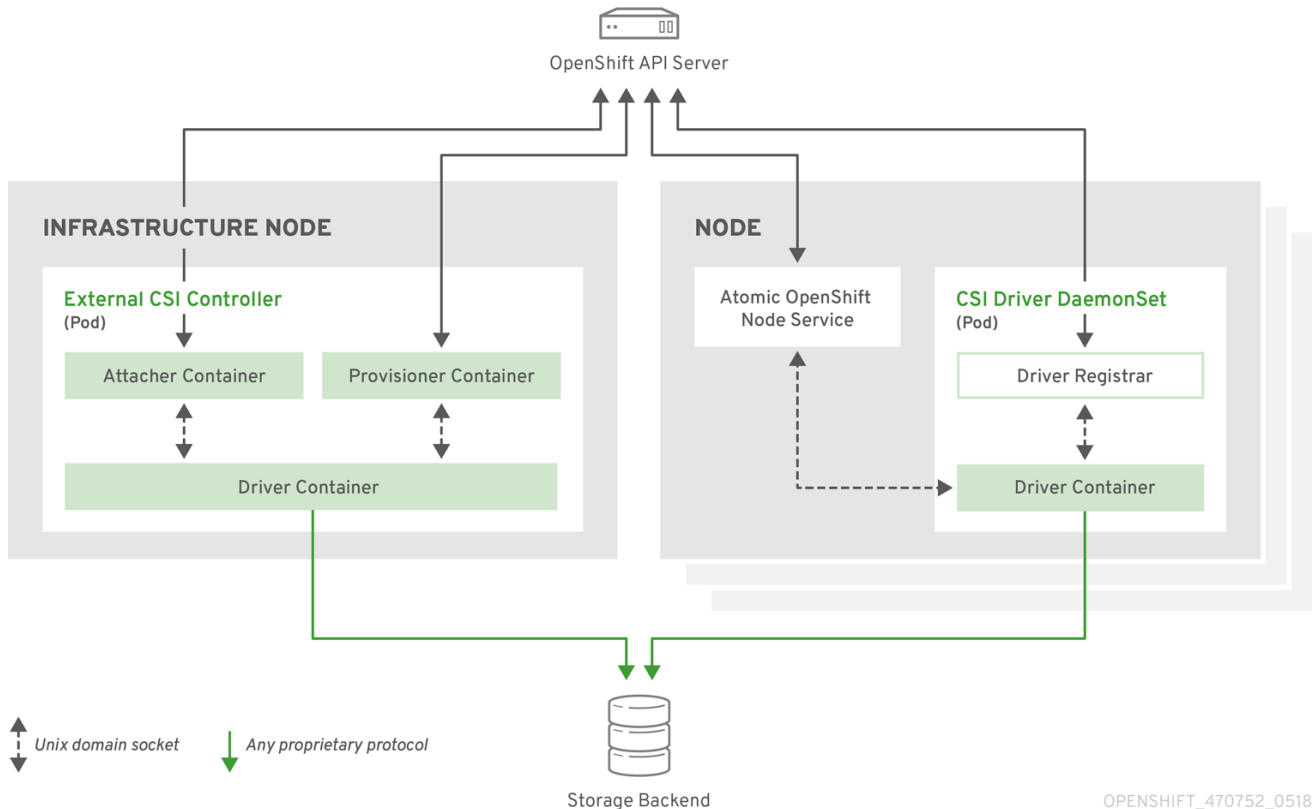 OpenShift API Server
INFRASTRUCTURE NODE
External CSI Controller
(Pod)
Attacher Container
Provisioner Container
Driver Container
NODE
Atomic OpenShift
Node Service
CSI Driver DaemonSet
(Pod)
Driver Registrar
Driver Container
Unix domain socket
Any proprietary protocol
Storage Backend
OPENSHIFT_470752_0518